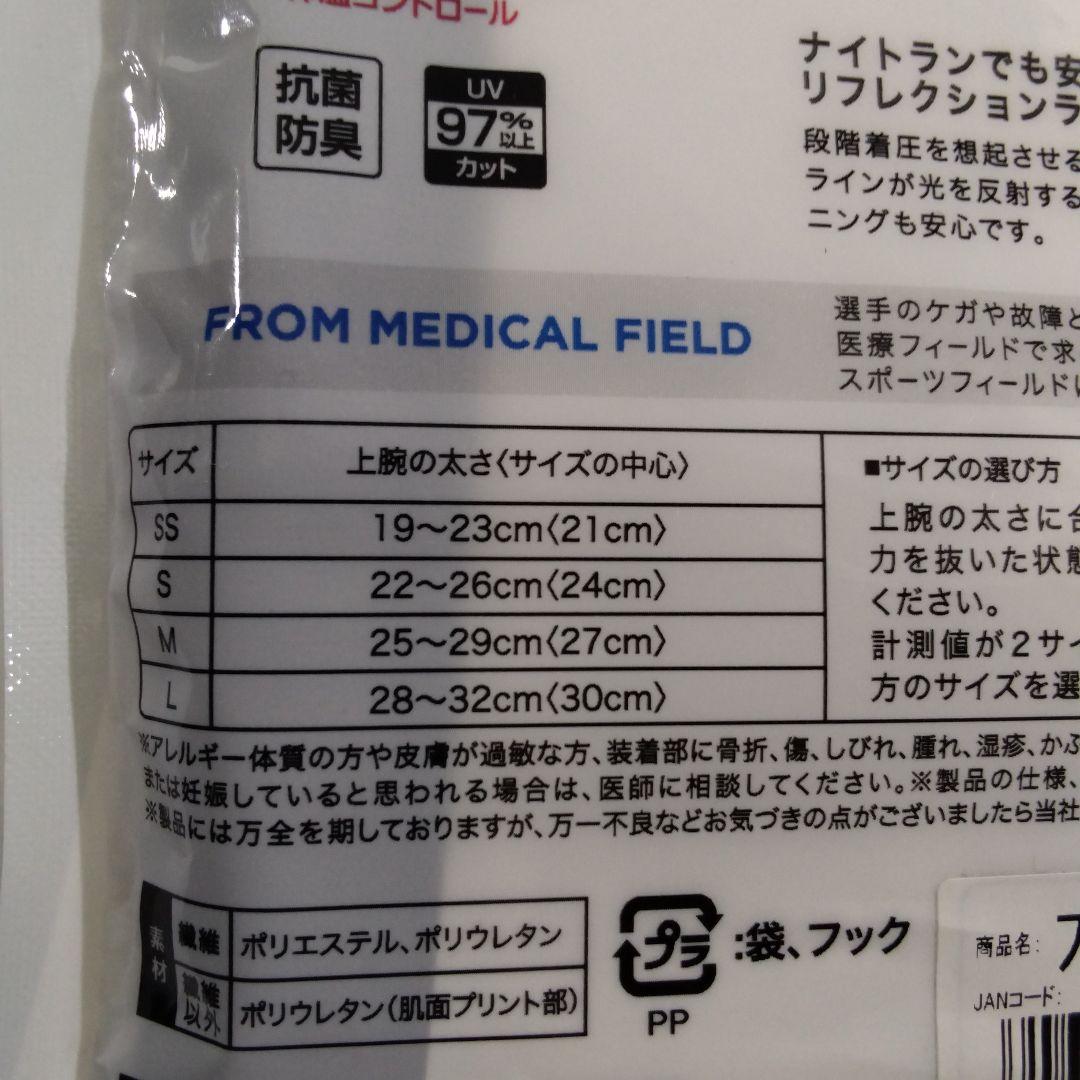 コントロール
抗菌
防臭
UV
97%以上
カット
ナイトランでも安
リフレクションラ
段階着圧を想起させる
ラインが光を反射する
ニングも安心です。
FROM MEDICAL FIELD
選手のケガや故障と
医療フィールドで求
スポーツフィールドに
サイズ 上腕の太さ〈サイズの中心〉
SS 19〜23cm〈21cm〉
S 22〜26cm〈24cm〉
M 25〜29cm〈27cm〉
L 28〜32cm〈30cm〉
■サイズの選び方
上腕の太さに合
力を抜いた状態
ください。
計測値が2サイ
方のサイズを選
※アレルギー体質の方や皮膚が過敏な方、装着部に骨折、傷、しびれ、腫れ、湿疹、かぶ
または妊娠していると思われる場合は、医師に相談してください。※製品の仕様、
※製品には万全を期しておりますが、万一不良などお気づきの点がございましたら当社
素材
繊維 ポリエステル、ポリウレタン
繊維以外 ポリウレタン（肌面プリント部）
プラ :袋、フック
PP
商品名:
JANコード: